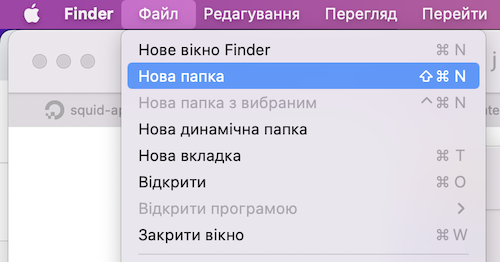 Finder Файл Редагування Перегляд Перейти
Нове вікно Finder ⌘ N
Нова папка ⇧ ⌘ N
Нова папка з вибраним ^ ⌘ N
Нова динамічна папка
Нова вкладка ⌘ T
Відкрити ⌘ O
Відкрити програмою >
Закрити вікно ⌘ W
squid-a